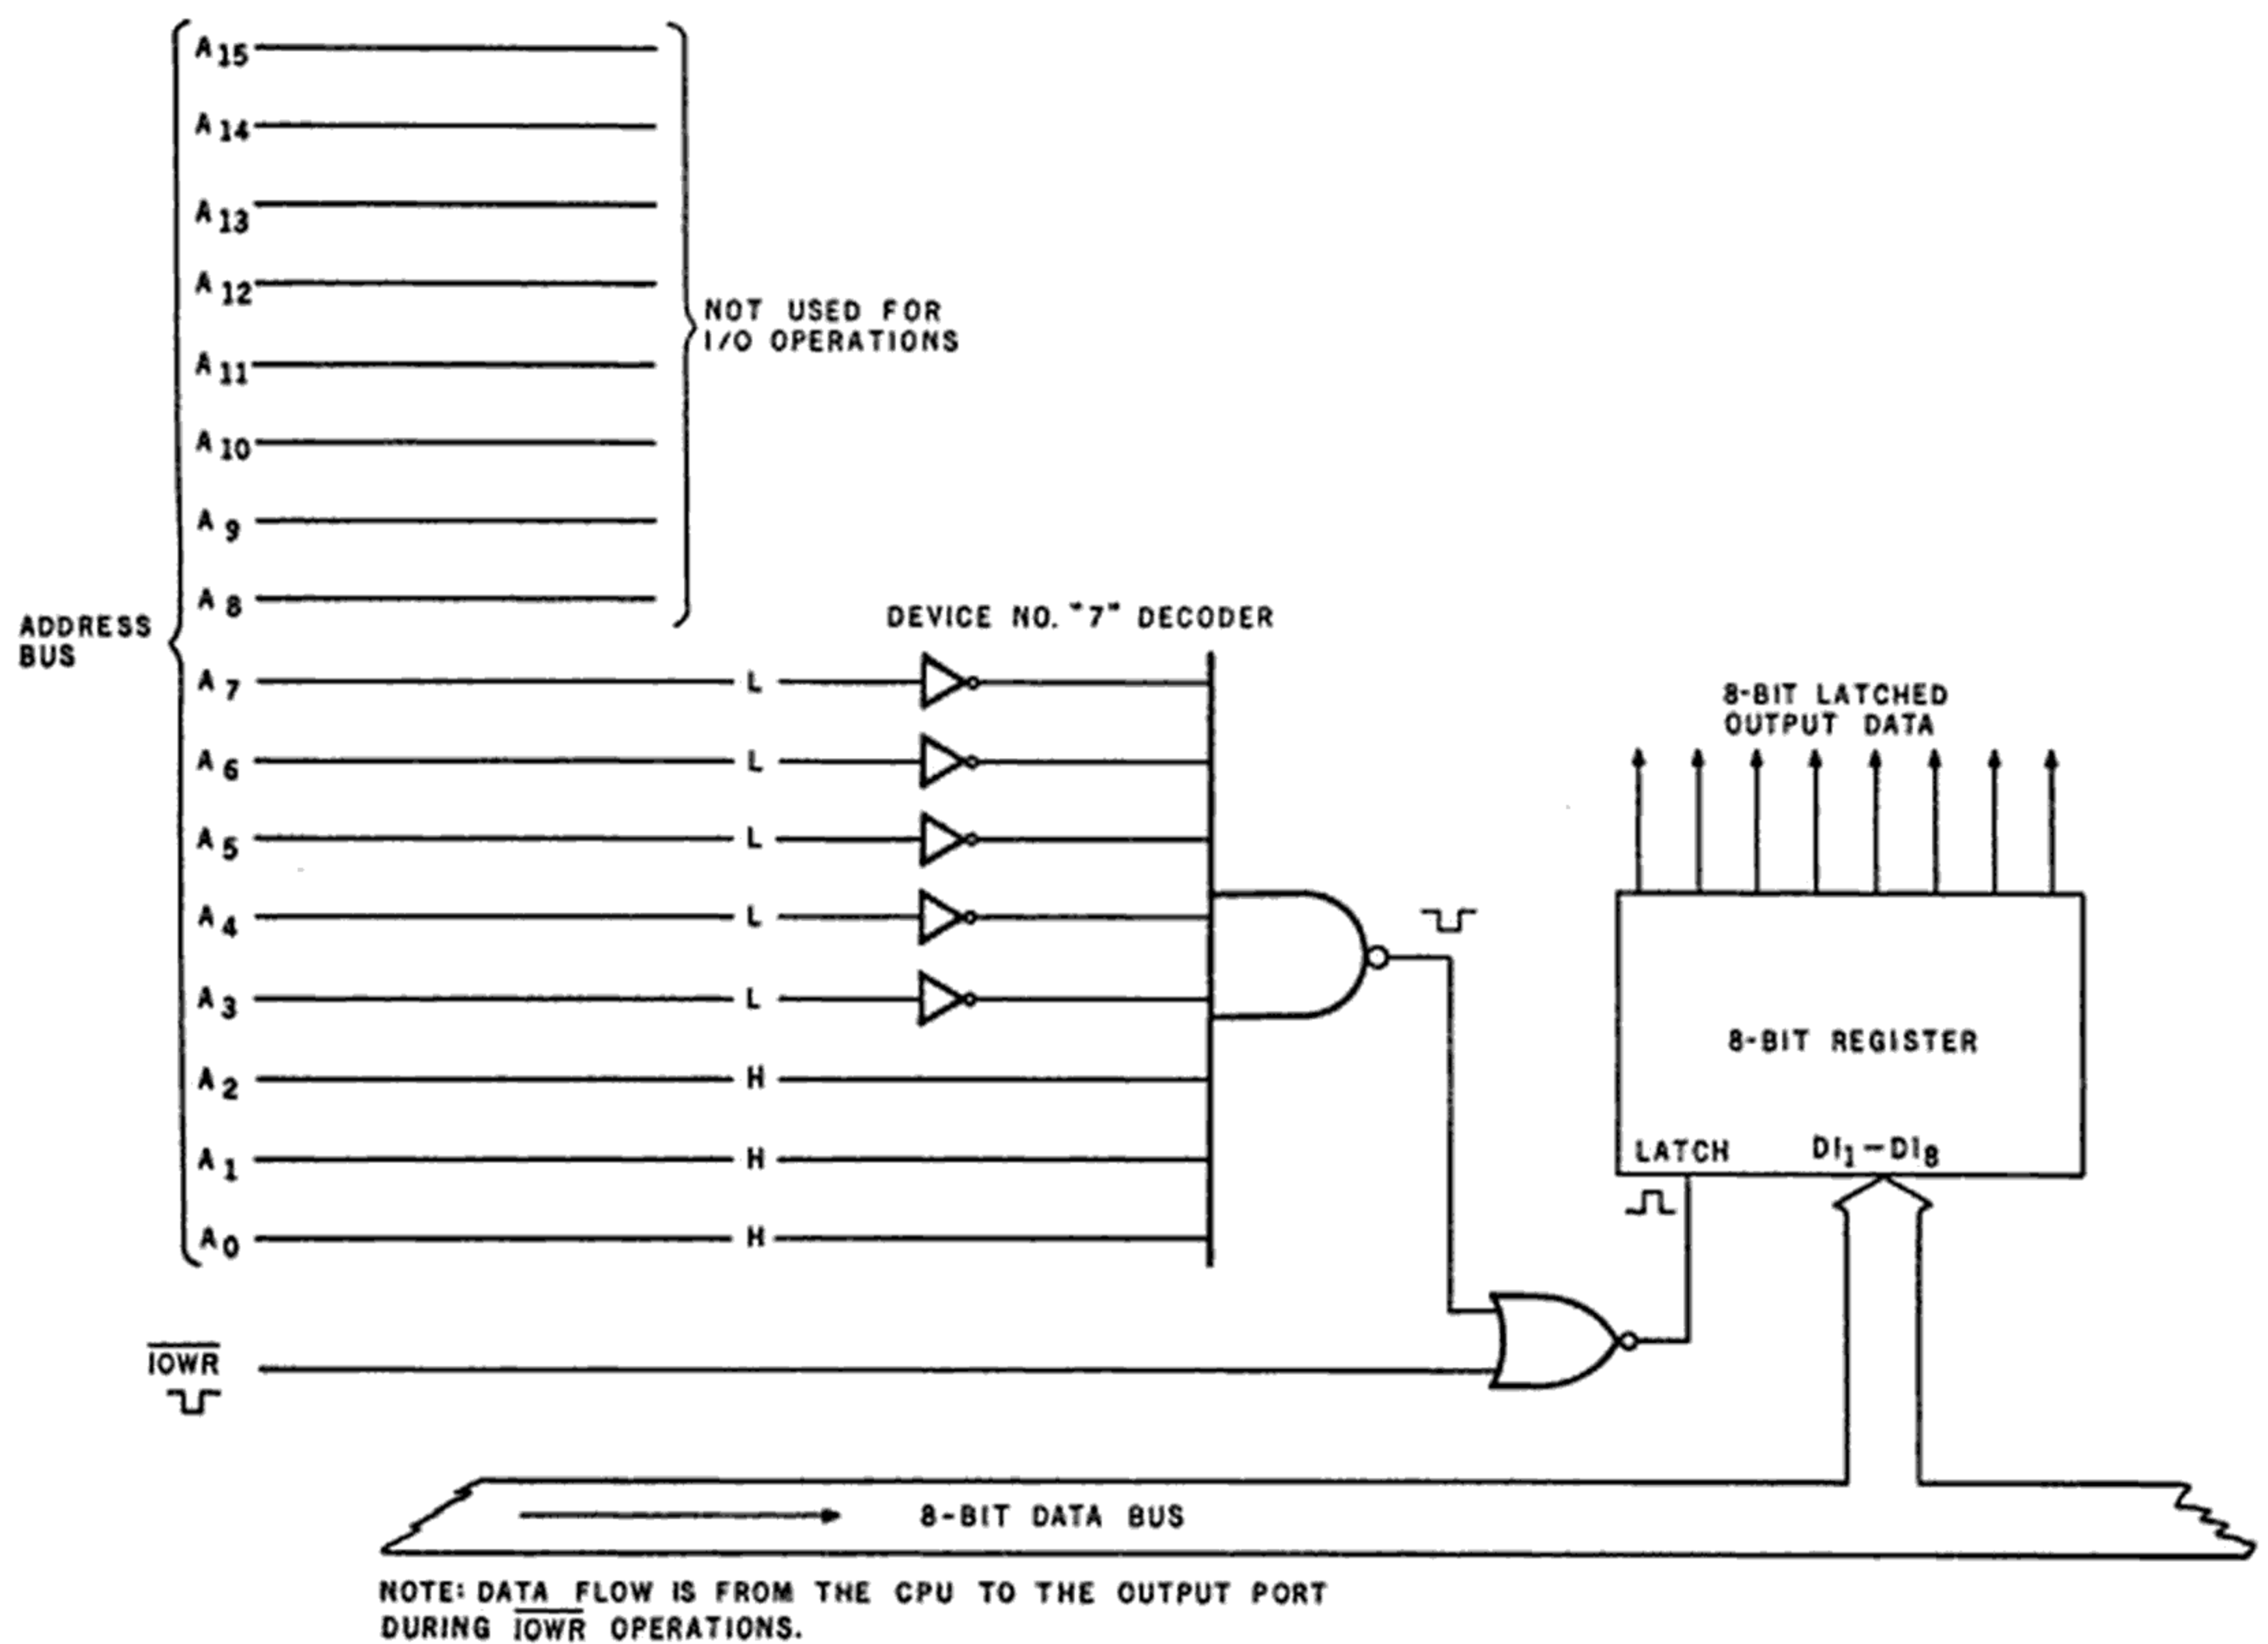 A15
A14
A13
A12
A11
A10
A9
A8
NOT USED FOR
I/O OPERATIONS
ADDRESS
BUS
DEVICE NO. "7" DECODER
A7 L
A6 L
A5 L
A4 L
A3 L
A2 H
A1 H
A0 H
8-BIT LATCHED
OUTPUT DATA
8-BIT REGISTER
LATCH DI1-DI8
IOWR
8-BIT DATA BUS
NOTE: DATA FLOW IS FROM THE CPU TO THE OUTPUT PORT
DURING IOWR OPERATIONS.